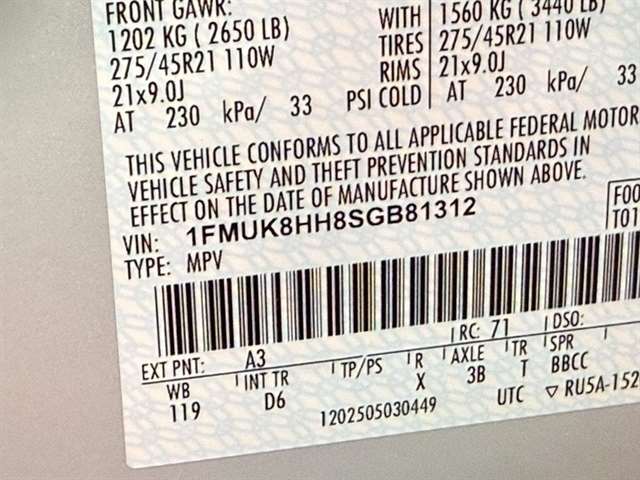 FRONT GAWR:
1202 KG ( 2650 LB) WITH 1560 KG ( 3440 LB)
275/45R21 110W TIRES 275/45R21 110W
21x9.0J RIMS 21x9.0J
AT 230 kPa/ 33 PSI COLD AT 230 kPa/ 33
THIS VEHICLE CONFORMS TO ALL APPLICABLE FEDERAL MOTOR
VEHICLE SAFETY AND THEFT PREVENTION STANDARDS IN
EFFECT ON THE DATE OF MANUFACTURE SHOWN ABOVE.
VIN: 1FMUK8HH8SGB81312
TYPE: MPV
EXT PNT: A3 RC: 71 DSO:
WB INT TR TP/PS R AXLE TR SPR
119 D6 X 3B T BBCC
1202505030449 UTC ▽ RU5A-152